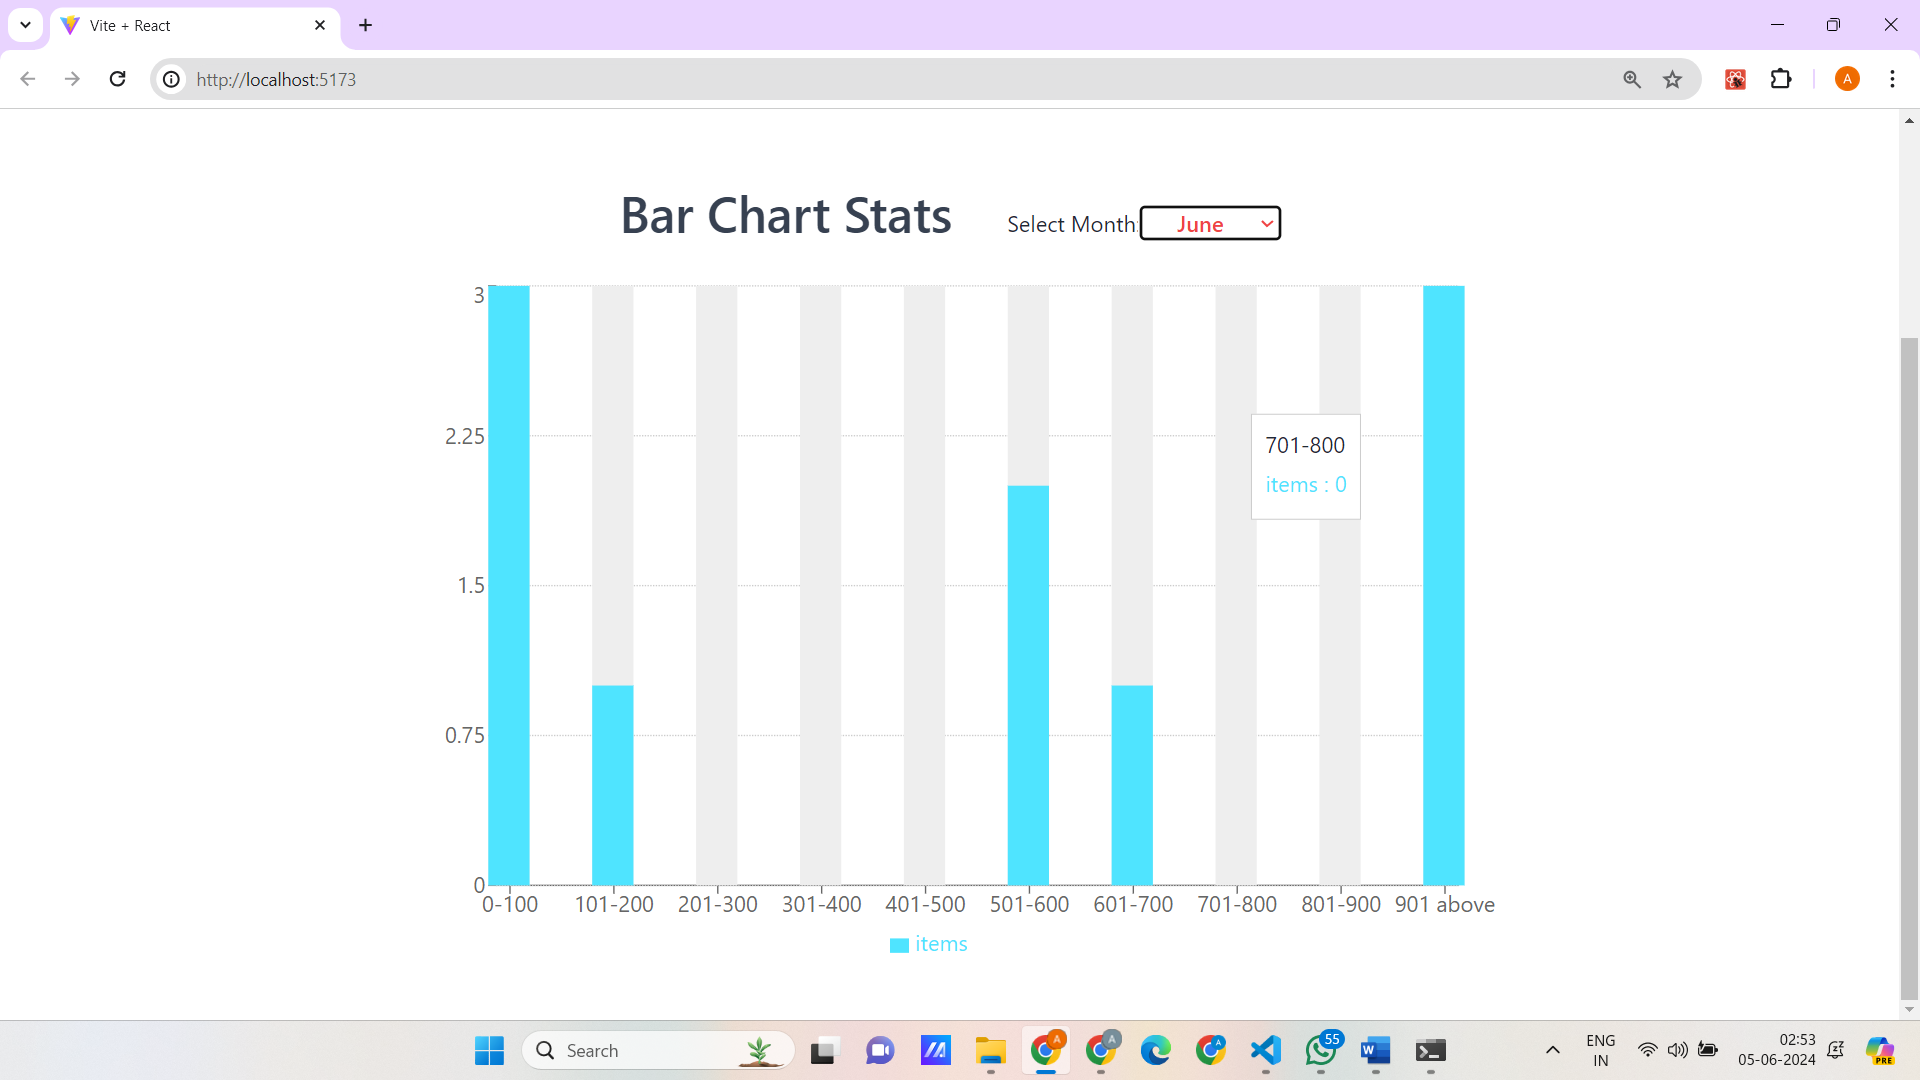 Vite + React
http://localhost:5173
A
Bar Chart Stats
Select Month:
June
3
2.25
1.5
0.75
0
701-800
items : 0
0-100
101-200
201-300
301-400
401-500
501-600
601-700
701-800
801-900
901 above
items
Search
A
A
A
55
W
ENG
IN
02:53
05-06-2024
PRE